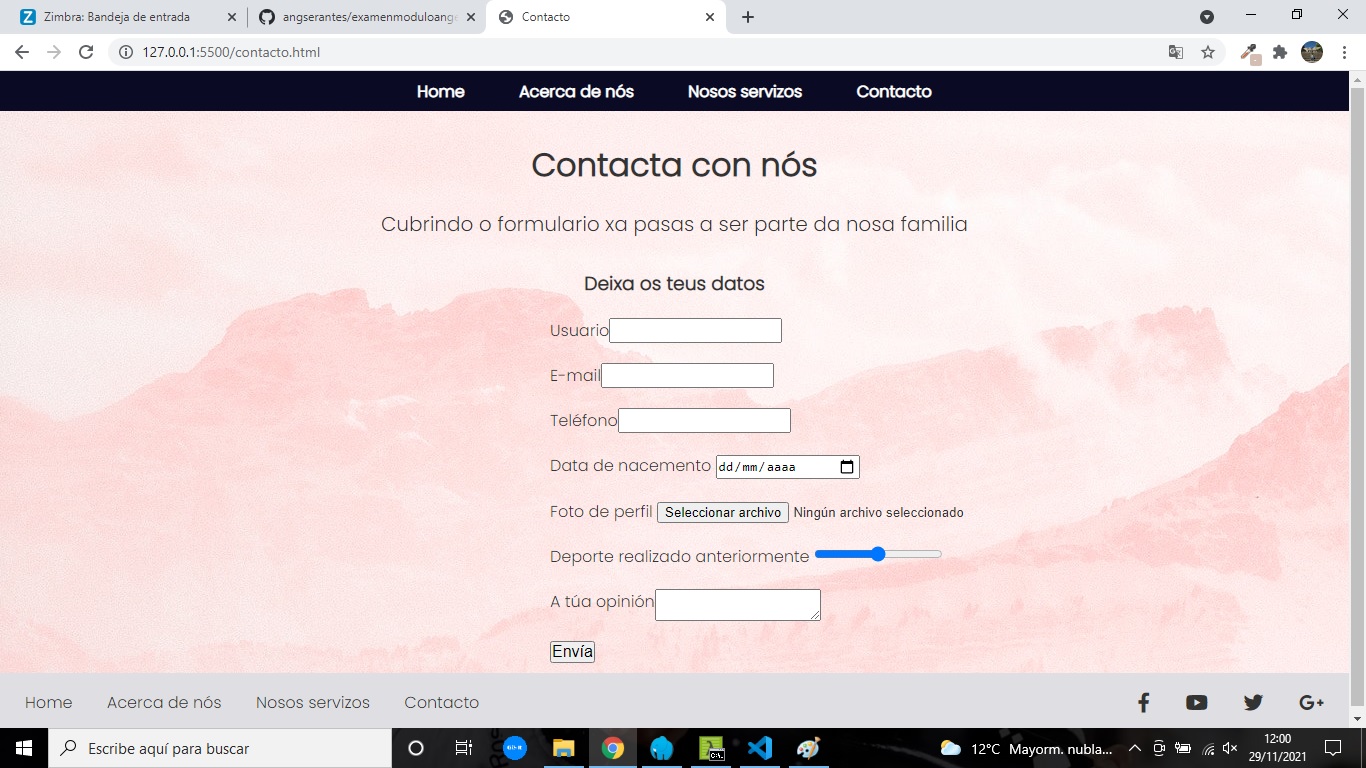 Zimbra: Bandeja de entrada
angserantes/examenmoduloange
Contacto
127.0.0.1:5500/contacto.html
Home Acerca de nós Nosos servizos Contacto
Contacta con nós
Cubrindo o formulario xa pasas a ser parte da nosa familia
Deixa os teus datos
Usuario
E-mail
Teléfono
Data de nacemento dd/mm/aaaa
Foto de perfil Seleccionar archivo Ningún archivo seleccionado
Deporte realizado anteriormente
A túa opinión
Envía
Home Acerca de nós Nosos servizos Contacto
Escribe aquí para buscar
12°C Mayorm. nubla...
12:00
29/11/2021